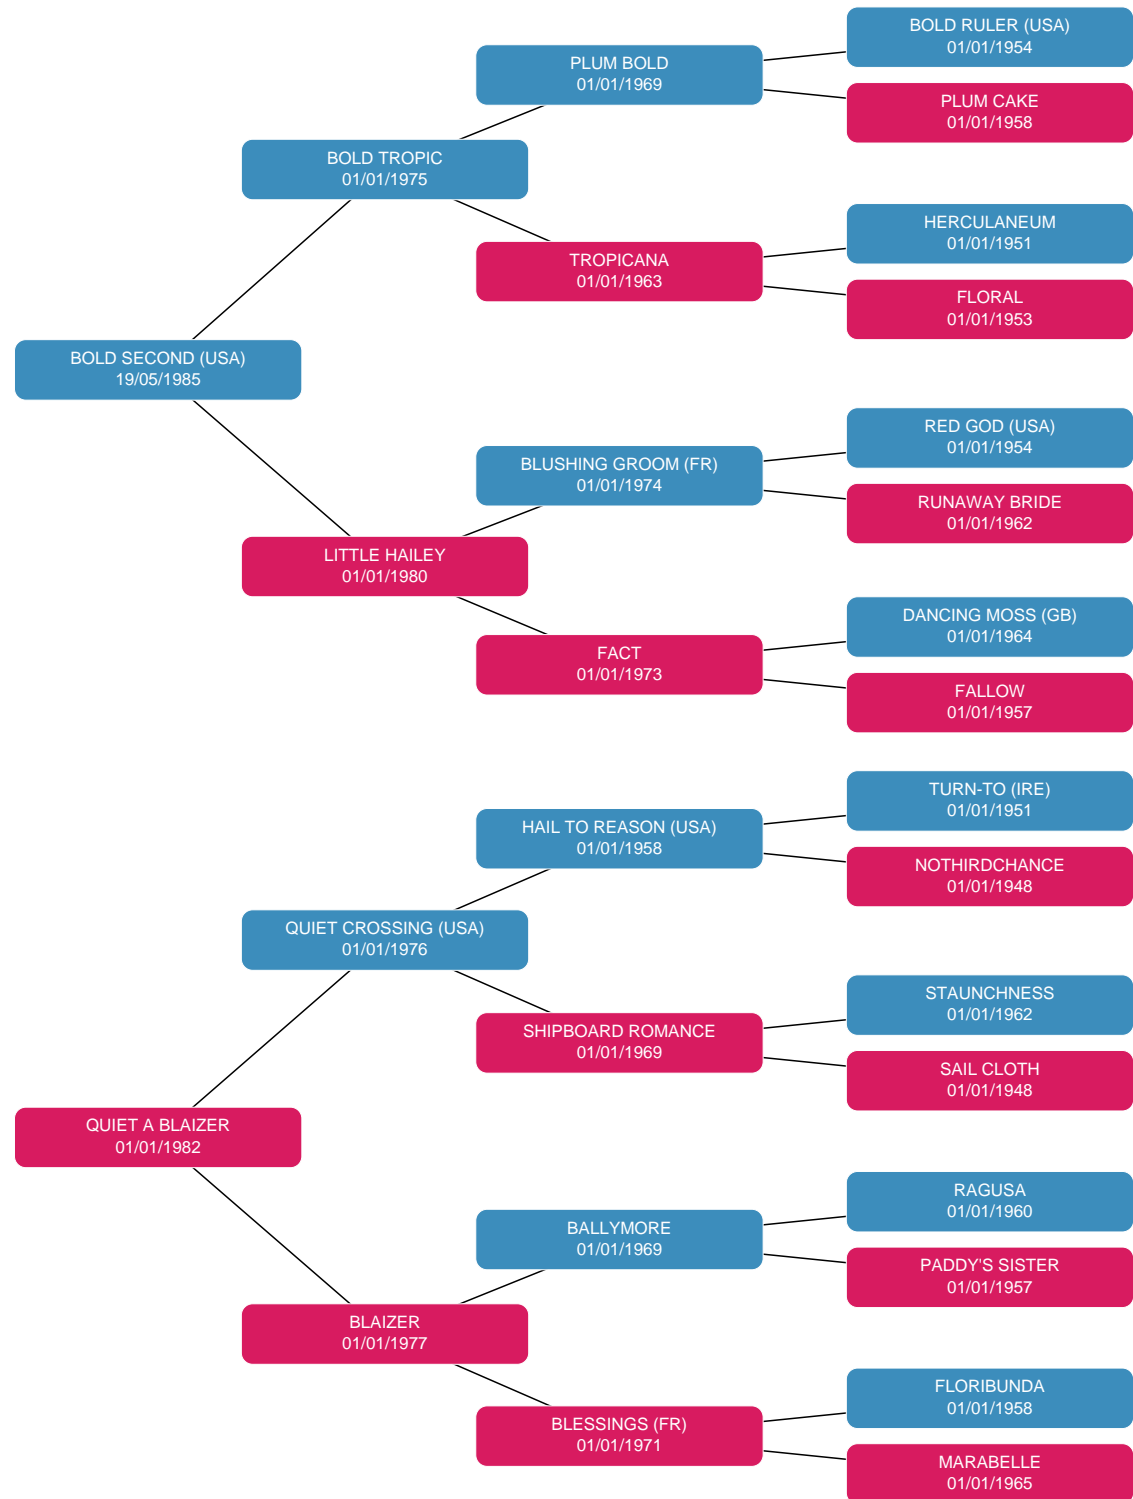 BOLD RULER (USA)
01/01/1954
PLUM BOLD
01/01/1969
PLUM CAKE
01/01/1958
BOLD TROPIC
01/01/1975
HERCULANEUM
01/01/1951
TROPICANA
01/01/1963
FLORAL
01/01/1953
BOLD SECOND (USA)
19/05/1985
RED GOD (USA)
01/01/1954
BLUSHING GROOM (FR)
01/01/1974
RUNAWAY BRIDE
01/01/1962
LITTLE HAILEY
01/01/1980
DANCING MOSS (GB)
01/01/1964
FACT
01/01/1973
FALLOW
01/01/1957
TURN-TO (IRE)
01/01/1951
HAIL TO REASON (USA)
01/01/1958
NOTHIRDCHANCE
01/01/1948
QUIET CROSSING (USA)
01/01/1976
STAUNCHNESS
01/01/1962
SHIPBOARD ROMANCE
01/01/1969
SAIL CLOTH
01/01/1948
QUIET A BLAIZER
01/01/1982
RAGUSA
01/01/1960
BALLYMORE
01/01/1969
PADDY'S SISTER
01/01/1957
BLAIZER
01/01/1977
FLORIBUNDA
01/01/1958
BLESSINGS (FR)
01/01/1971
MARABELLE
01/01/1965